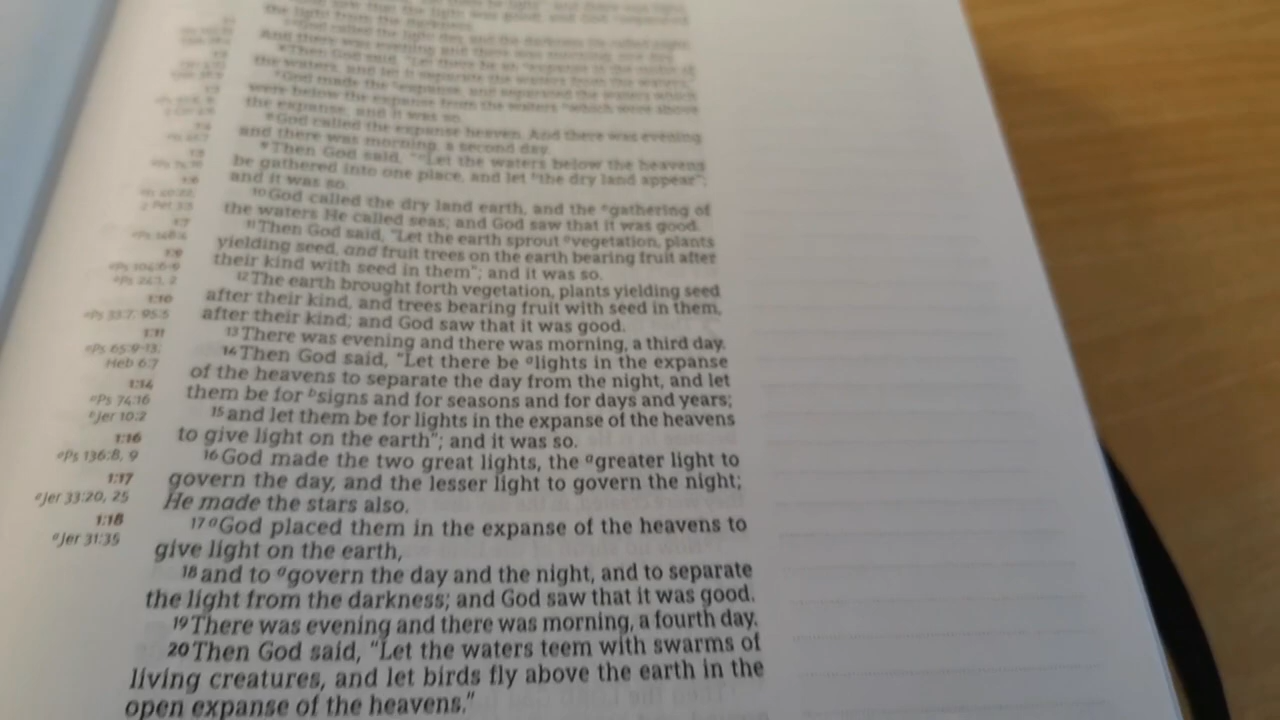 the light from the darkness.
God called the light day, and the darkness He called night.
And there was evening and there was morning, one day.
Then God said, "Let there be an expanse in the midst of
the waters, and let it separate the waters from the waters."
God made the expanse, and separated the waters which
were below the expanse from the waters which were above
the expanse; and it was so.
God called the expanse heaven. And there was evening
and there was morning, a second day.
9 Then God said, "Let the waters below the heavens
be gathered into one place, and let the dry land appear";
and it was so.
10 God called the dry land earth, and the gathering of
the waters He called seas; and God saw that it was good.
11 Then God said, "Let the earth sprout vegetation, plants
yielding seed, and fruit trees on the earth bearing fruit after
their kind with seed in them"; and it was so.
12 The earth brought forth vegetation, plants yielding seed
after their kind, and trees bearing fruit with seed in them,
after their kind; and God saw that it was good.
13 There was evening and there was morning, a third day.
14 Then God said, "Let there be a lights in the expanse
of the heavens to separate the day from the night, and let
them be for b signs and for seasons and for days and years;
15 and let them be for lights in the expanse of the heavens
to give light on the earth"; and it was so.
16 God made the two great lights, the a greater light to
govern the day, and the lesser light to govern the night;
He made the stars also.
17 a God placed them in the expanse of the heavens to
give light on the earth,
18 and to a govern the day and the night, and to separate
the light from the darkness; and God saw that it was good.
19 There was evening and there was morning, a fourth day.
20 Then God said, "Let the waters teem with swarms of
living creatures, and let birds fly above the earth in the
open expanse of the heavens."
1:9
a Ps 104:6-9
b Ps 24:1, 2
1:10
a Ps 33:7; 95:5
1:11
a Ps 65:9-13;
Heb 6:7
1:14
a Ps 74:16
b Jer 10:2
1:16
a Ps 136:8, 9
1:17
a Jer 33:20, 25
1:18
a Jer 31:35